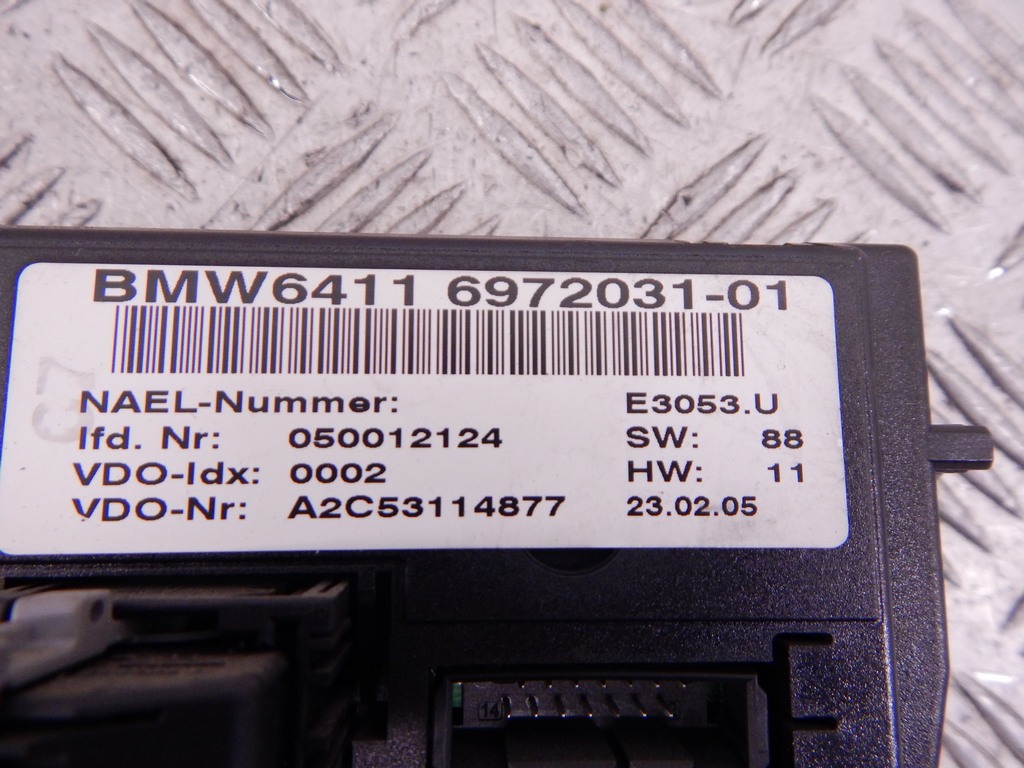 BMW6411 6972031-01
NAEL-Nummer: E3053.U
lfd. Nr: 050012124 SW: 88
VDO-Idx: 0002 HW: 11
VDO-Nr: A2C53114877 23.02.05
14